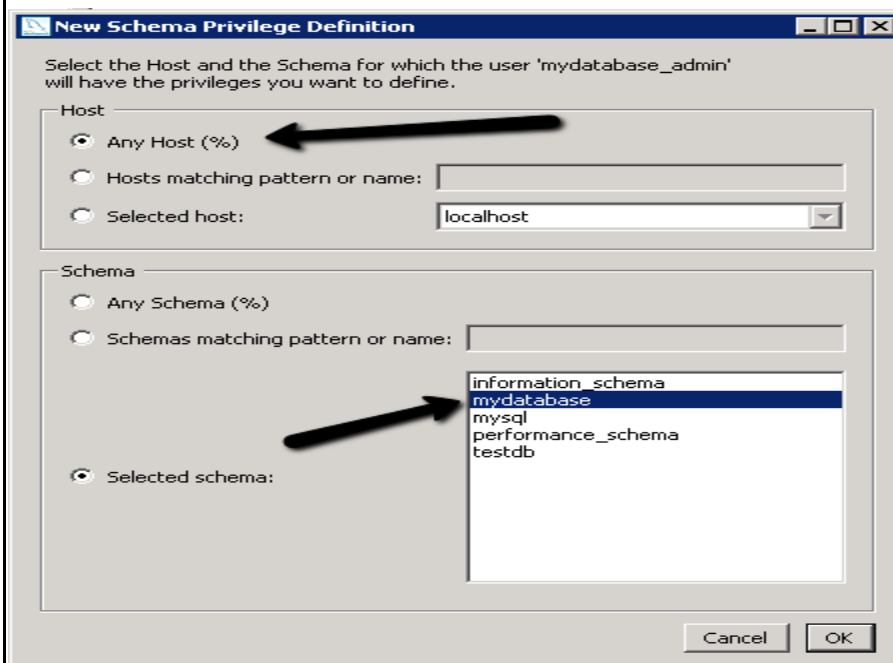 New Schema Privilege Definition
Select the Host and the Schema for which the user 'mydatabase_admin'
will have the privileges you want to define.
Host
Any Host (%)
Hosts matching pattern or name:
Selected host: localhost
Schema
Any Schema (%)
Schemas matching pattern or name:
information_schema
mydatabase
mysql
performance_schema
testdb
Selected schema:
Cancel OK